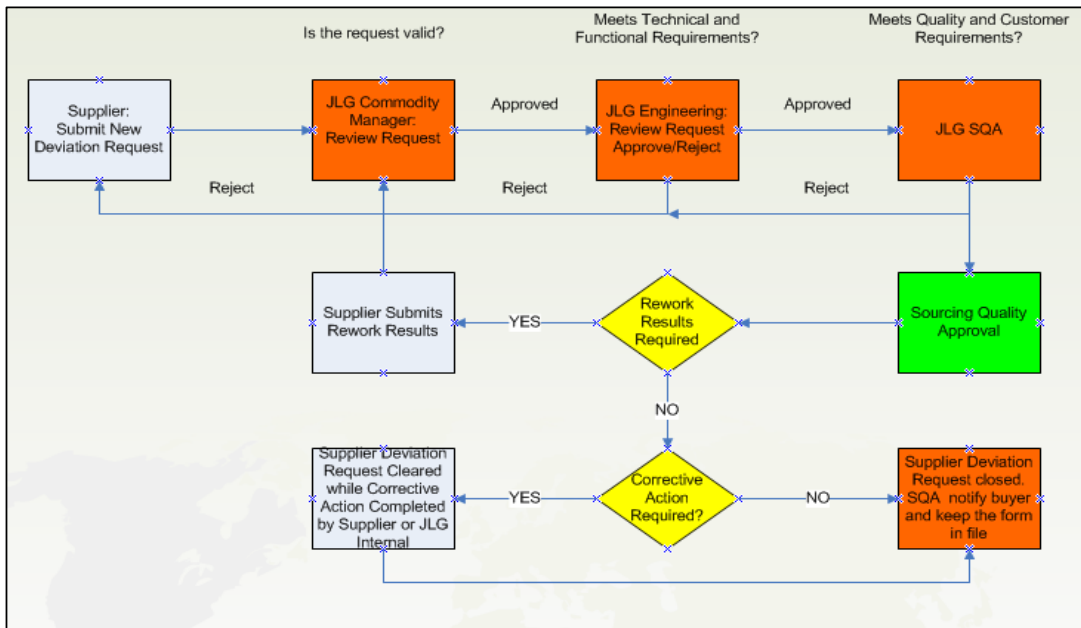 Is the request valid?
Meets Technical and
Functional Requirements?
Meets Quality and Customer
Requirements?
Supplier:
Submit New
Deviation Request
JLG Commodity
Manager:
Review Request
Approved
JLG Engineering:
Review Request
Approve/Reject
Approved
JLG SQA
Reject
Reject
Reject
Supplier Submits
Rework Results
YES
Rework
Results
Required
Sourcing Quality
Approval
NO
Supplier Deviation
Request Cleared
while Corrective
Action Completed
by Supplier or JLG
Internal
YES
Corrective
Action
Required?
NO
Supplier Deviation
Request closed.
SQA notify buyer
and keep the form
in file